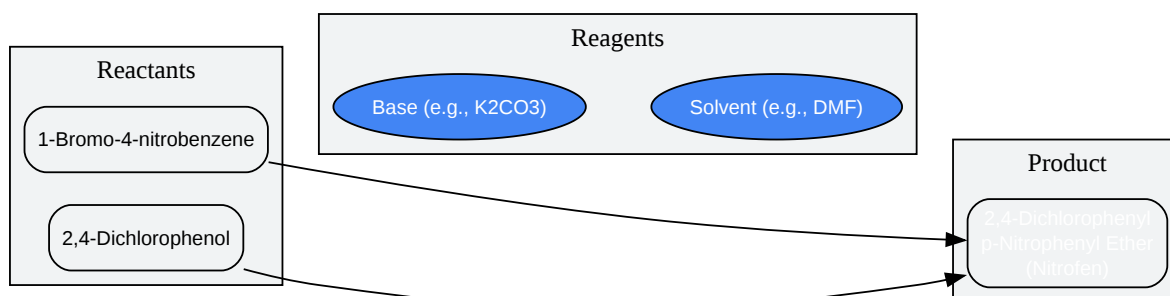 Reagents
Base (e.g., K2CO3)
Solvent (e.g., DMF)
Reactants
1-Bromo-4-nitrobenzene
2,4-Dichlorophenol
Product
2,4-Dichlorophenyl
p-Nitrophenyl Ether
(Nitrofen)